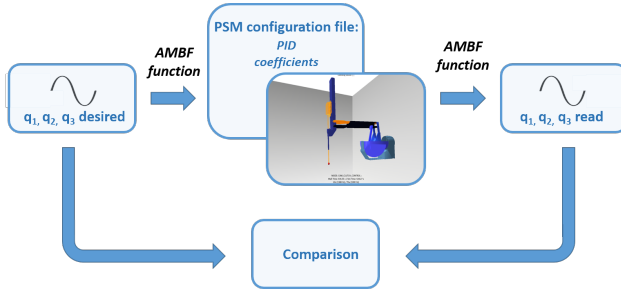 PSM configuration file:
PID
coefficients
AMBF
function
AMBF
function
q1, q2, q3 desired
q1, q2, q3 read
Comparison